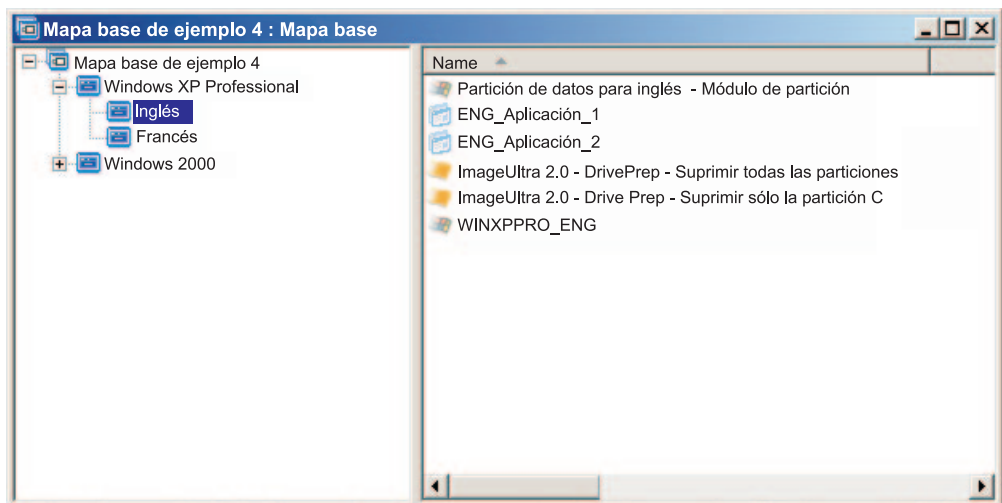 Mapa base de ejemplo 4 : Mapa base
Mapa base de ejemplo 4
Windows XP Professional
Inglés
Francés
Windows 2000
Name
Partición de datos para inglés - Módulo de partición
ENG_Aplicación_1
ENG_Aplicación_2
ImageUltra 2.0 - DrivePrep - Suprimir todas las particiones
ImageUltra 2.0 - Drive Prep - Suprimir sólo la partición C
WINXPPRO_ENG